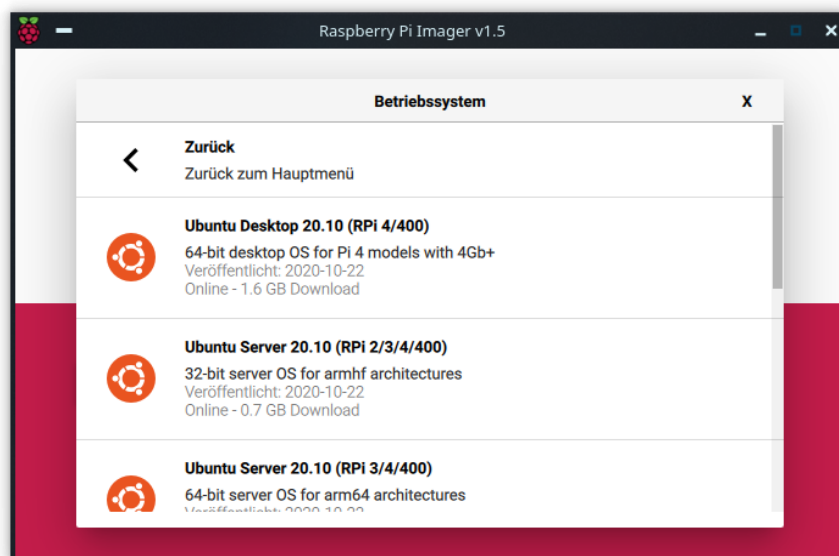 Raspberry Pi Imager v1.5
Betriebssystem
X
Zurück
Zurück zum Hauptmenü
Ubuntu Desktop 20.10 (RPi 4/400)
64-bit desktop OS for Pi 4 models with 4Gb+
Veröffentlicht: 2020-10-22
Online - 1.6 GB Download
Ubuntu Server 20.10 (RPi 2/3/4/400)
32-bit server OS for armhf architectures
Veröffentlicht: 2020-10-22
Online - 0.7 GB Download
Ubuntu Server 20.10 (RPi 3/4/400)
64-bit server OS for arm64 architectures
Veröffentlicht: 2020-10-22